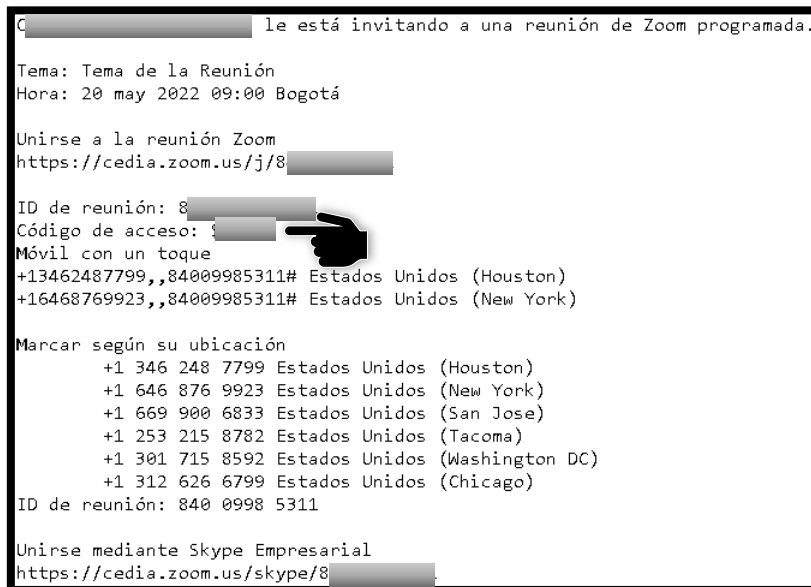 le está invitando a una reunión de Zoom programada.
Tema: Tema de la Reunión
Hora: 20 may 2022 09:00 Bogotá
Unirse a la reunión Zoom
https://cedia.zoom.us/j/8
ID de reunión: 8
Código de acceso:
Móvil con un toque
+13462487799,,84009985311# Estados Unidos (Houston)
+16468769923,,84009985311# Estados Unidos (New York)
Marcar según su ubicación
+1 346 248 7799 Estados Unidos (Houston)
+1 646 876 9923 Estados Unidos (New York)
+1 669 900 6833 Estados Unidos (San Jose)
+1 253 215 8782 Estados Unidos (Tacoma)
+1 301 715 8592 Estados Unidos (Washington DC)
+1 312 626 6799 Estados Unidos (Chicago)
ID de reunión: 840 0998 5311
Unirse mediante Skype Empresarial
https://cedia.zoom.us/skype/8